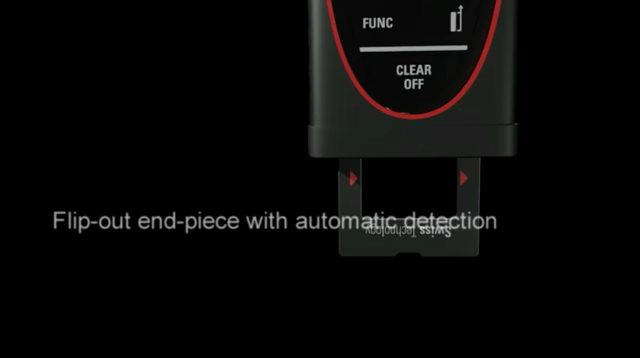 FUNC
CLEAR
OFF
Flip-out end-piece with automatic detection
Swiss Technology